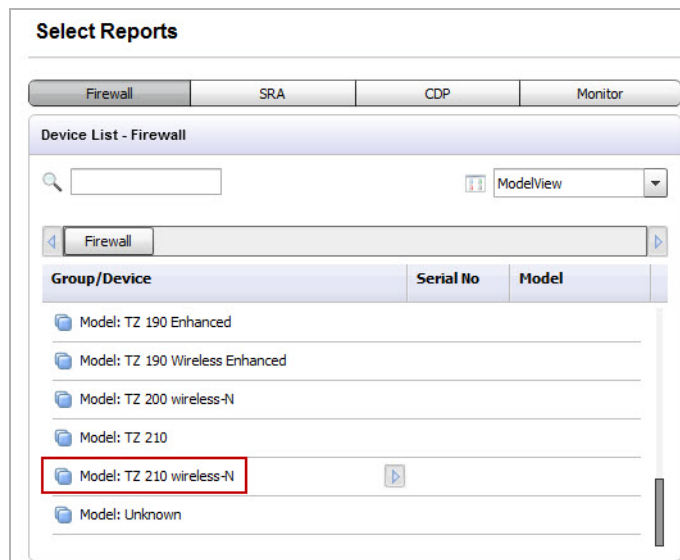 Select Reports
Firewall SRA CDP Monitor
Device List - Firewall
ModelView
Firewall
Group/Device Serial No Model
Model: TZ 190 Enhanced
Model: TZ 190 Wireless Enhanced
Model: TZ 200 wireless-N
Model: TZ 210
Model: TZ 210 wireless-N
Model: Unknown